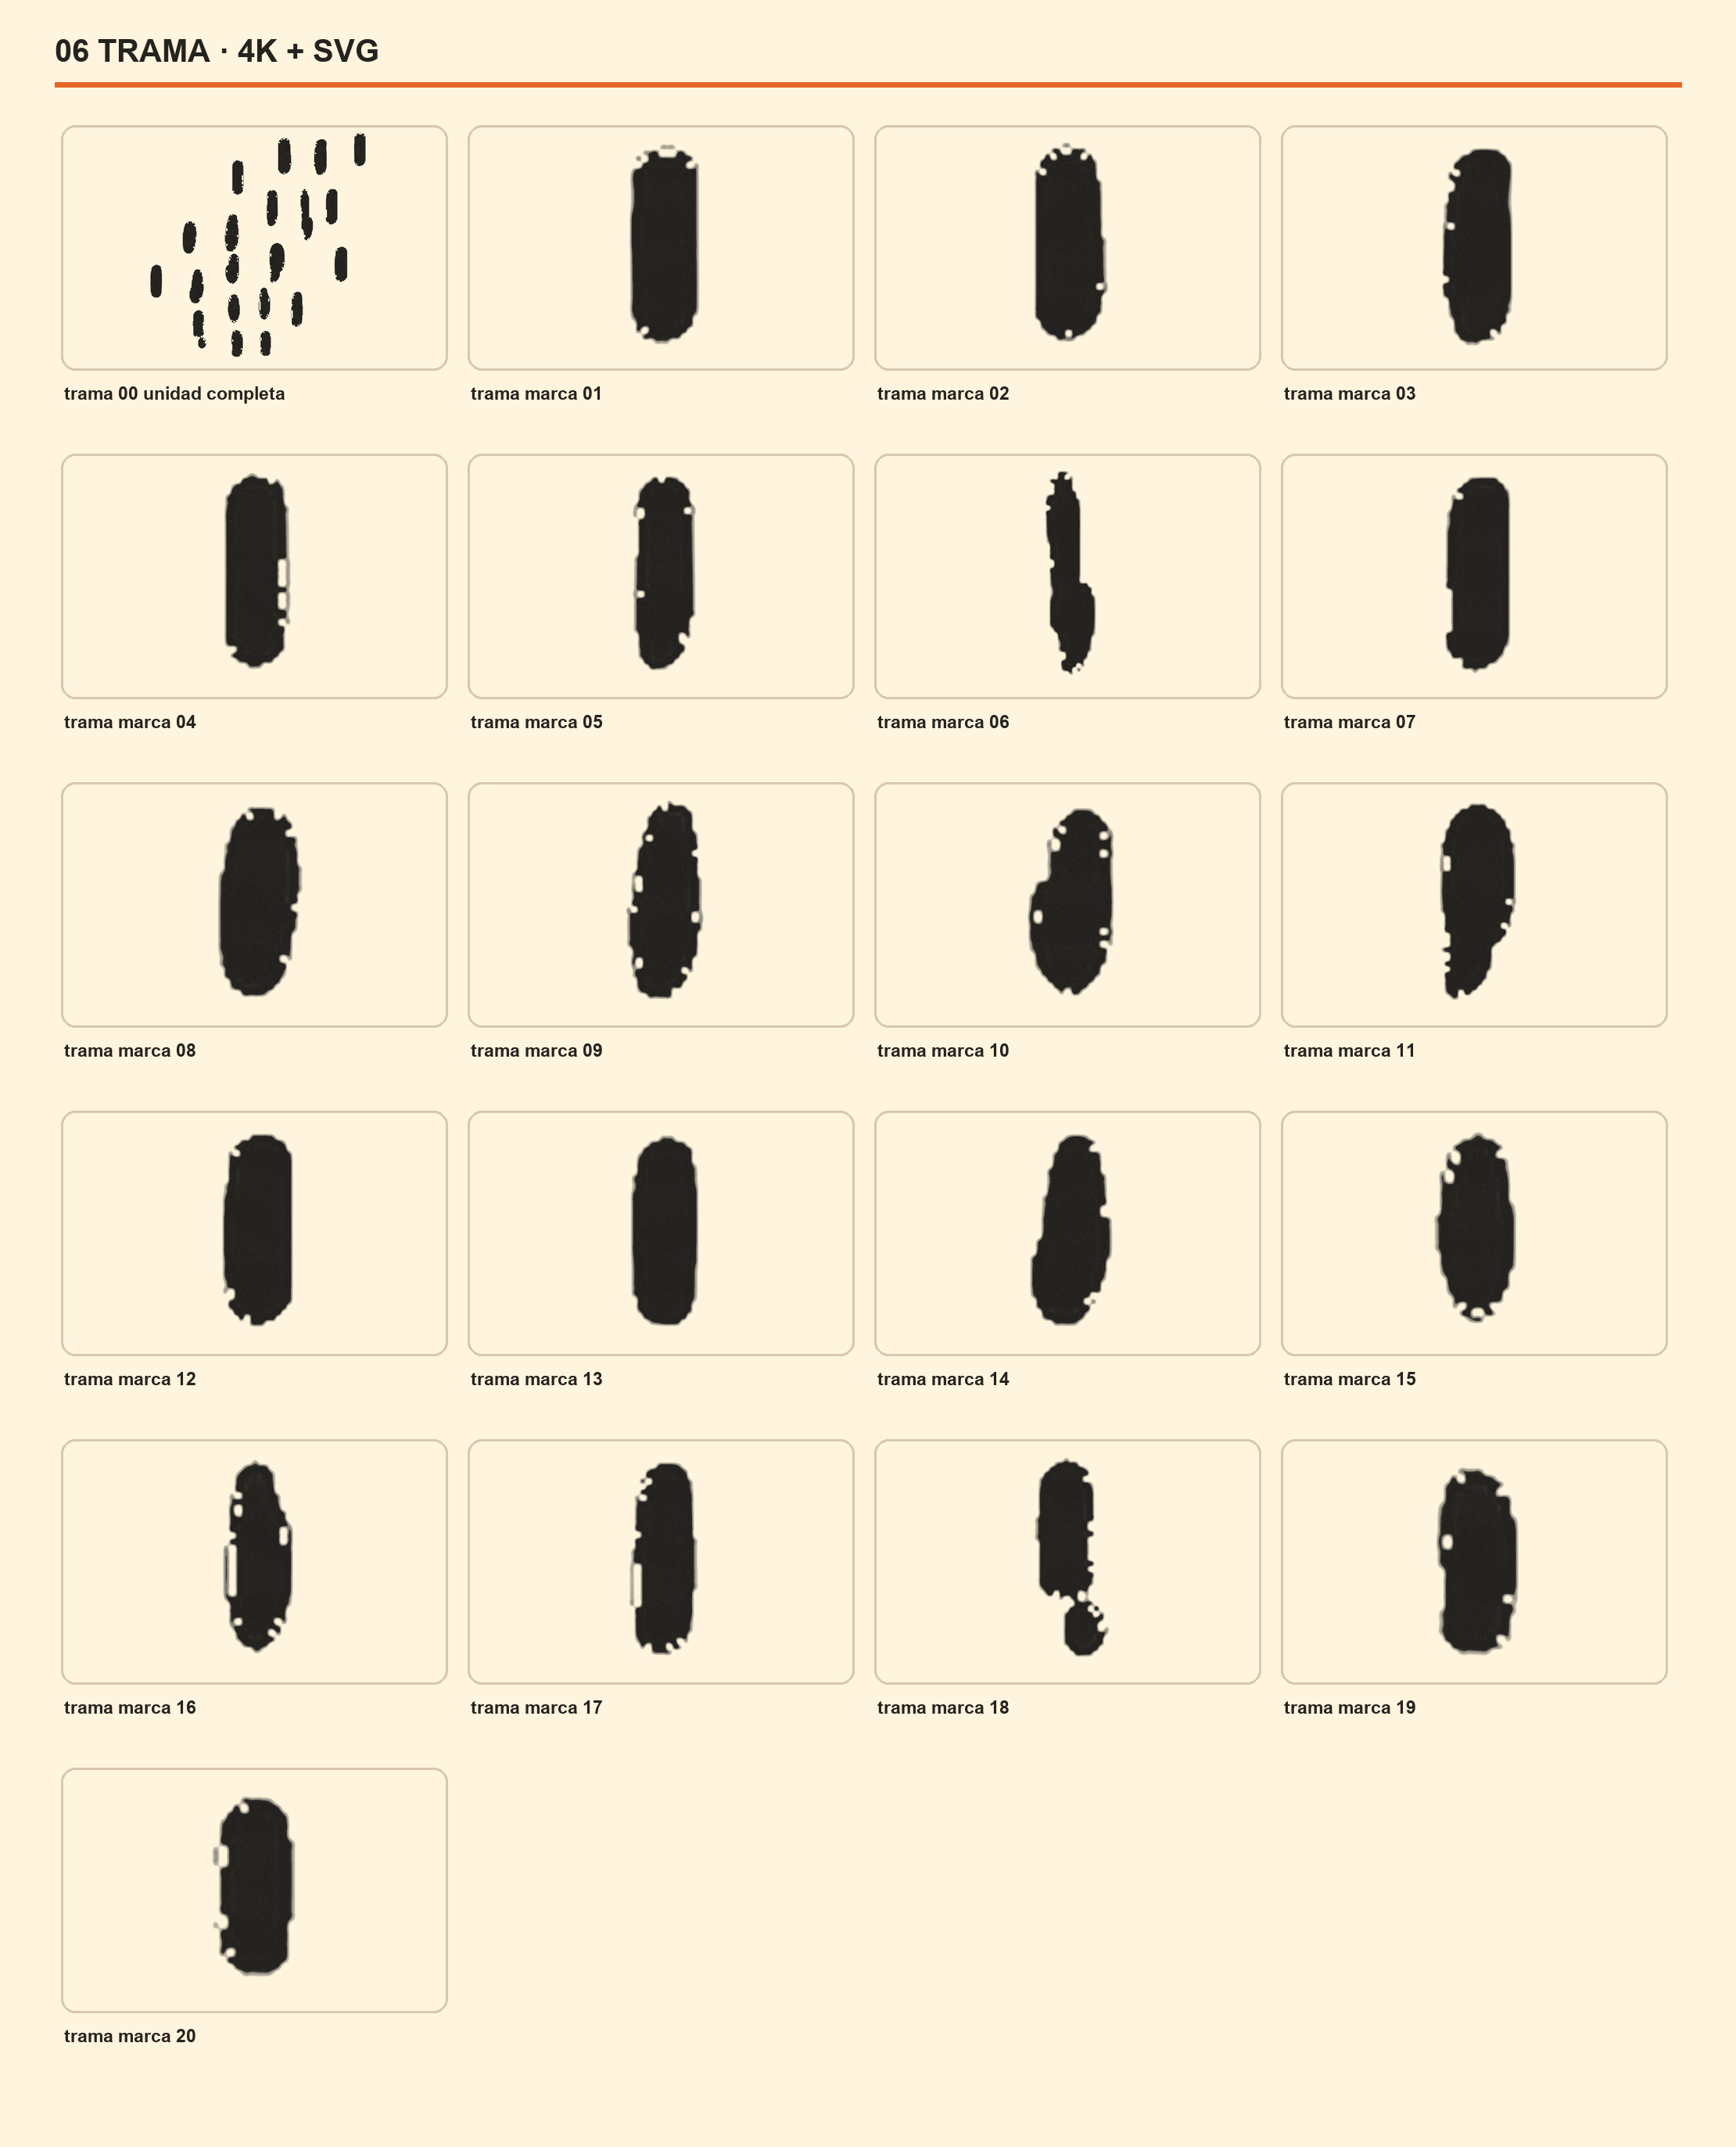 06 TRAMA · 4K + SVG
trama 00 unidad completa
trama marca 01
trama marca 02
trama marca 03
trama marca 04
trama marca 05
trama marca 06
trama marca 07
trama marca 08
trama marca 09
trama marca 10
trama marca 11
trama marca 12
trama marca 13
trama marca 14
trama marca 15
trama marca 16
trama marca 17
trama marca 18
trama marca 19
trama marca 20